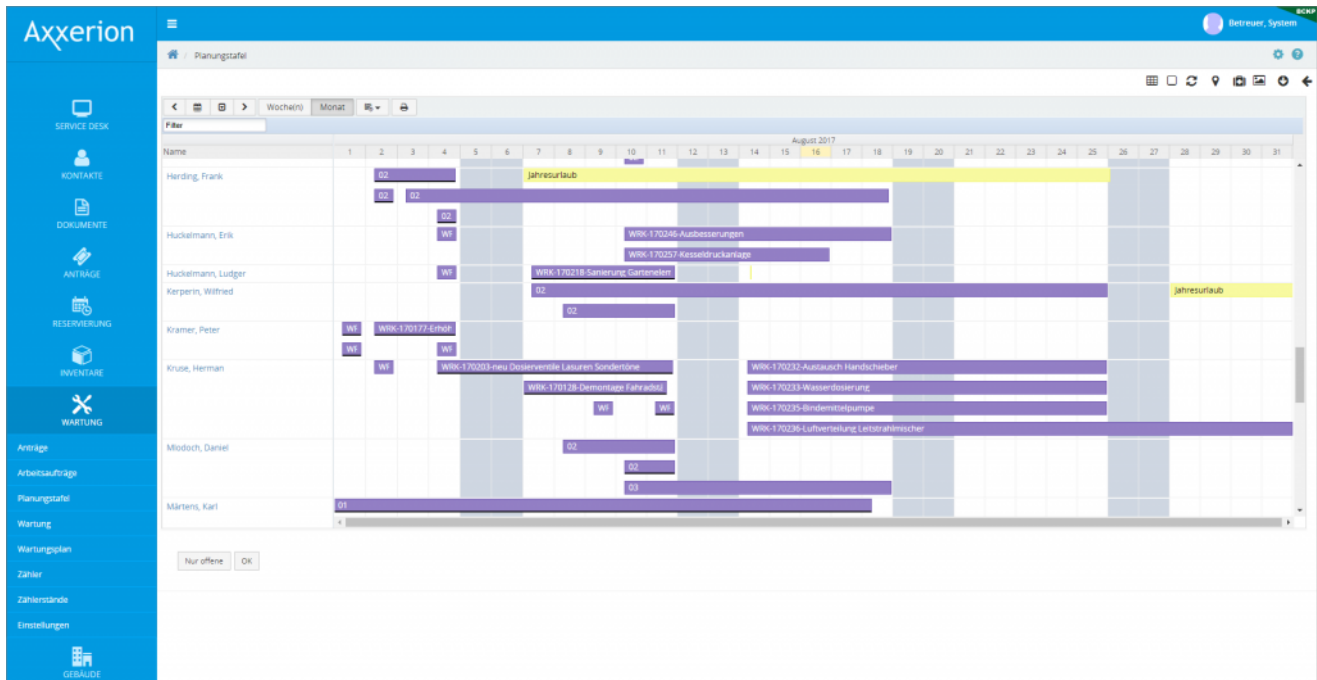 BCKP
Axxerion
Betreuer, System
/ Planungstafel
SERVICE DESK
KONTAKTE
DOKUMENTE
ANTRÄGE
RESERVIERUNG
INVENTARE
WARTUNG
Anträge
Arbeitsaufträge
Planungstafel
Wartung
Wartungsplan
Zähler
Zählerstände
Einstellungen
GEBÄUDE
Woche(n) Monat
Filter
August 2017
Name 1 2 3 4 5 6 7 8 9 10 11 12 13 14 15 16 17 18 19 20 21 22 23 24 25 26 27 28 29 30 31
Herding, Frank 02 Jahresurlaub
02 02
02
Huckelmann, Erik WF WRK-170246-Ausbesserungen
WRK-170257-Kesseldruckanlage
Huckelmann, Ludger WF WRK-170218-Sanierung Gartenelem
Kerperin, Wilfried 02 Jahresurlaub
02
Kramer, Peter WF WRK-170177-Erhöh
WF WF
Kruse, Herman WF WRK-170203-neu Dosierventile Lasuren Sondertöne WRK-170232-Austausch Handschieber
WRK-170128-Demontage Fahradstä WRK-170233-Wasserdosierung
WF WF WRK-170235-Bindemittelpumpe
WRK-170236-Luftverteilung Leitstrahlmischer
Mlodoch, Daniel 02
02
03
Märtens, Karl 01
Nur offene OK